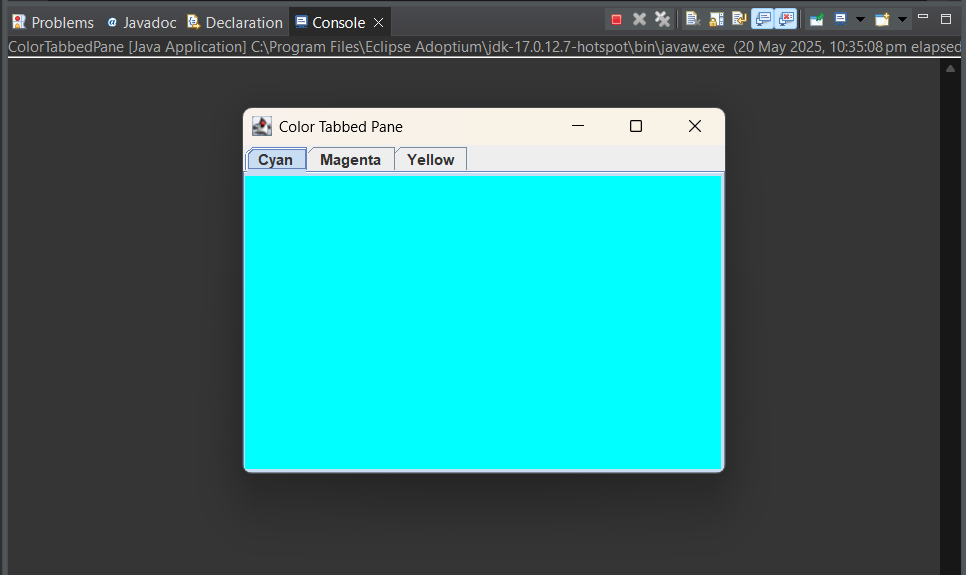 Problems Javadoc Declaration Console
ColorTabbedPane [Java Application] C:\Program Files\Eclipse Adoptium\jdk-17.0.12.7-hotspot\bin\javaw.exe (20 May 2025, 10:35:08 pm elapsed
Color Tabbed Pane
Cyan Magenta Yellow